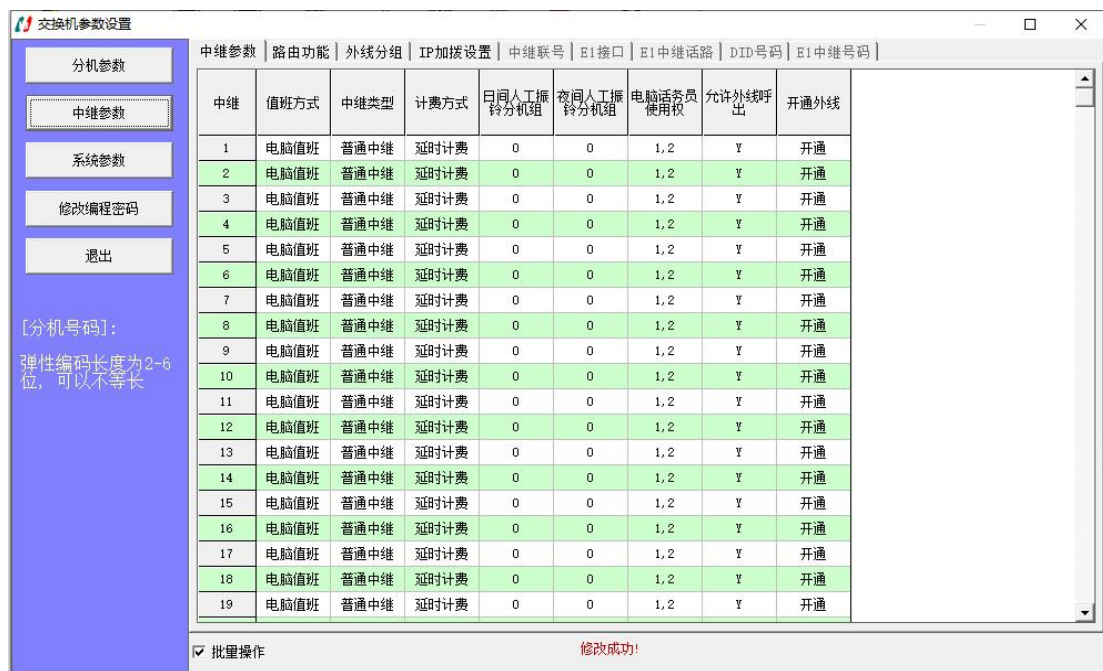 交换机参数设置
分机参数
中继参数
系统参数
修改编程密码
退出
[分机号码]:
弹性编码长度为2-6
位, 可以不等长
中继参数 路由功能 外线分组 IP加拨设置 中继联号 E1接口 E1中继话路 DID号码 E1中继号码
中继 值班方式 中继类型 计费方式 日间人工振铃分机组 夜间人工振铃分机组 电脑话务员使用权 允许外线呼出 开通外线
1 电脑值班 普通中继 延时计费 0 0 1,2 Y 开通
2 电脑值班 普通中继 延时计费 0 0 1,2 Y 开通
3 电脑值班 普通中继 延时计费 0 0 1,2 Y 开通
4 电脑值班 普通中继 延时计费 0 0 1,2 Y 开通
5 电脑值班 普通中继 延时计费 0 0 1,2 Y 开通
6 电脑值班 普通中继 延时计费 0 0 1,2 Y 开通
7 电脑值班 普通中继 延时计费 0 0 1,2 Y 开通
8 电脑值班 普通中继 延时计费 0 0 1,2 Y 开通
9 电脑值班 普通中继 延时计费 0 0 1,2 Y 开通
10 电脑值班 普通中继 延时计费 0 0 1,2 Y 开通
11 电脑值班 普通中继 延时计费 0 0 1,2 Y 开通
12 电脑值班 普通中继 延时计费 0 0 1,2 Y 开通
13 电脑值班 普通中继 延时计费 0 0 1,2 Y 开通
14 电脑值班 普通中继 延时计费 0 0 1,2 Y 开通
15 电脑值班 普通中继 延时计费 0 0 1,2 Y 开通
16 电脑值班 普通中继 延时计费 0 0 1,2 Y 开通
17 电脑值班 普通中继 延时计费 0 0 1,2 Y 开通
18 电脑值班 普通中继 延时计费 0 0 1,2 Y 开通
19 电脑值班 普通中继 延时计费 0 0 1,2 Y 开通
批量操作 修改成功!